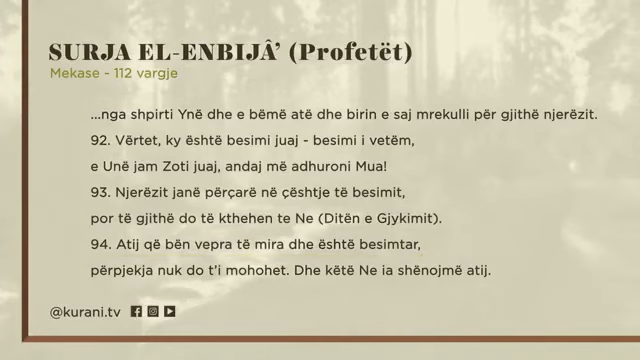 SURJA EL-ENBIJÂ’ (Profetët)
Mekase - 112 vargje
...nga shpirti Ynë dhe e bëmë atë dhe birin e saj mrekulli për gjithë njerëzit.
92. Vërtet, ky është besimi juaj - besimi i vetëm,
e Unë jam Zoti juaj, andaj më adhuroni Mua!
93. Njerëzit janë përçarë në çështje të besimit,
por të gjithë do të kthehen te Ne (Ditën e Gjykimit).
94. Atij që bën vepra të mira dhe është besimtar,
përpjekja nuk do t’i mohohet. Dhe këtë Ne ia shënojmë atij.
@kurani.tv